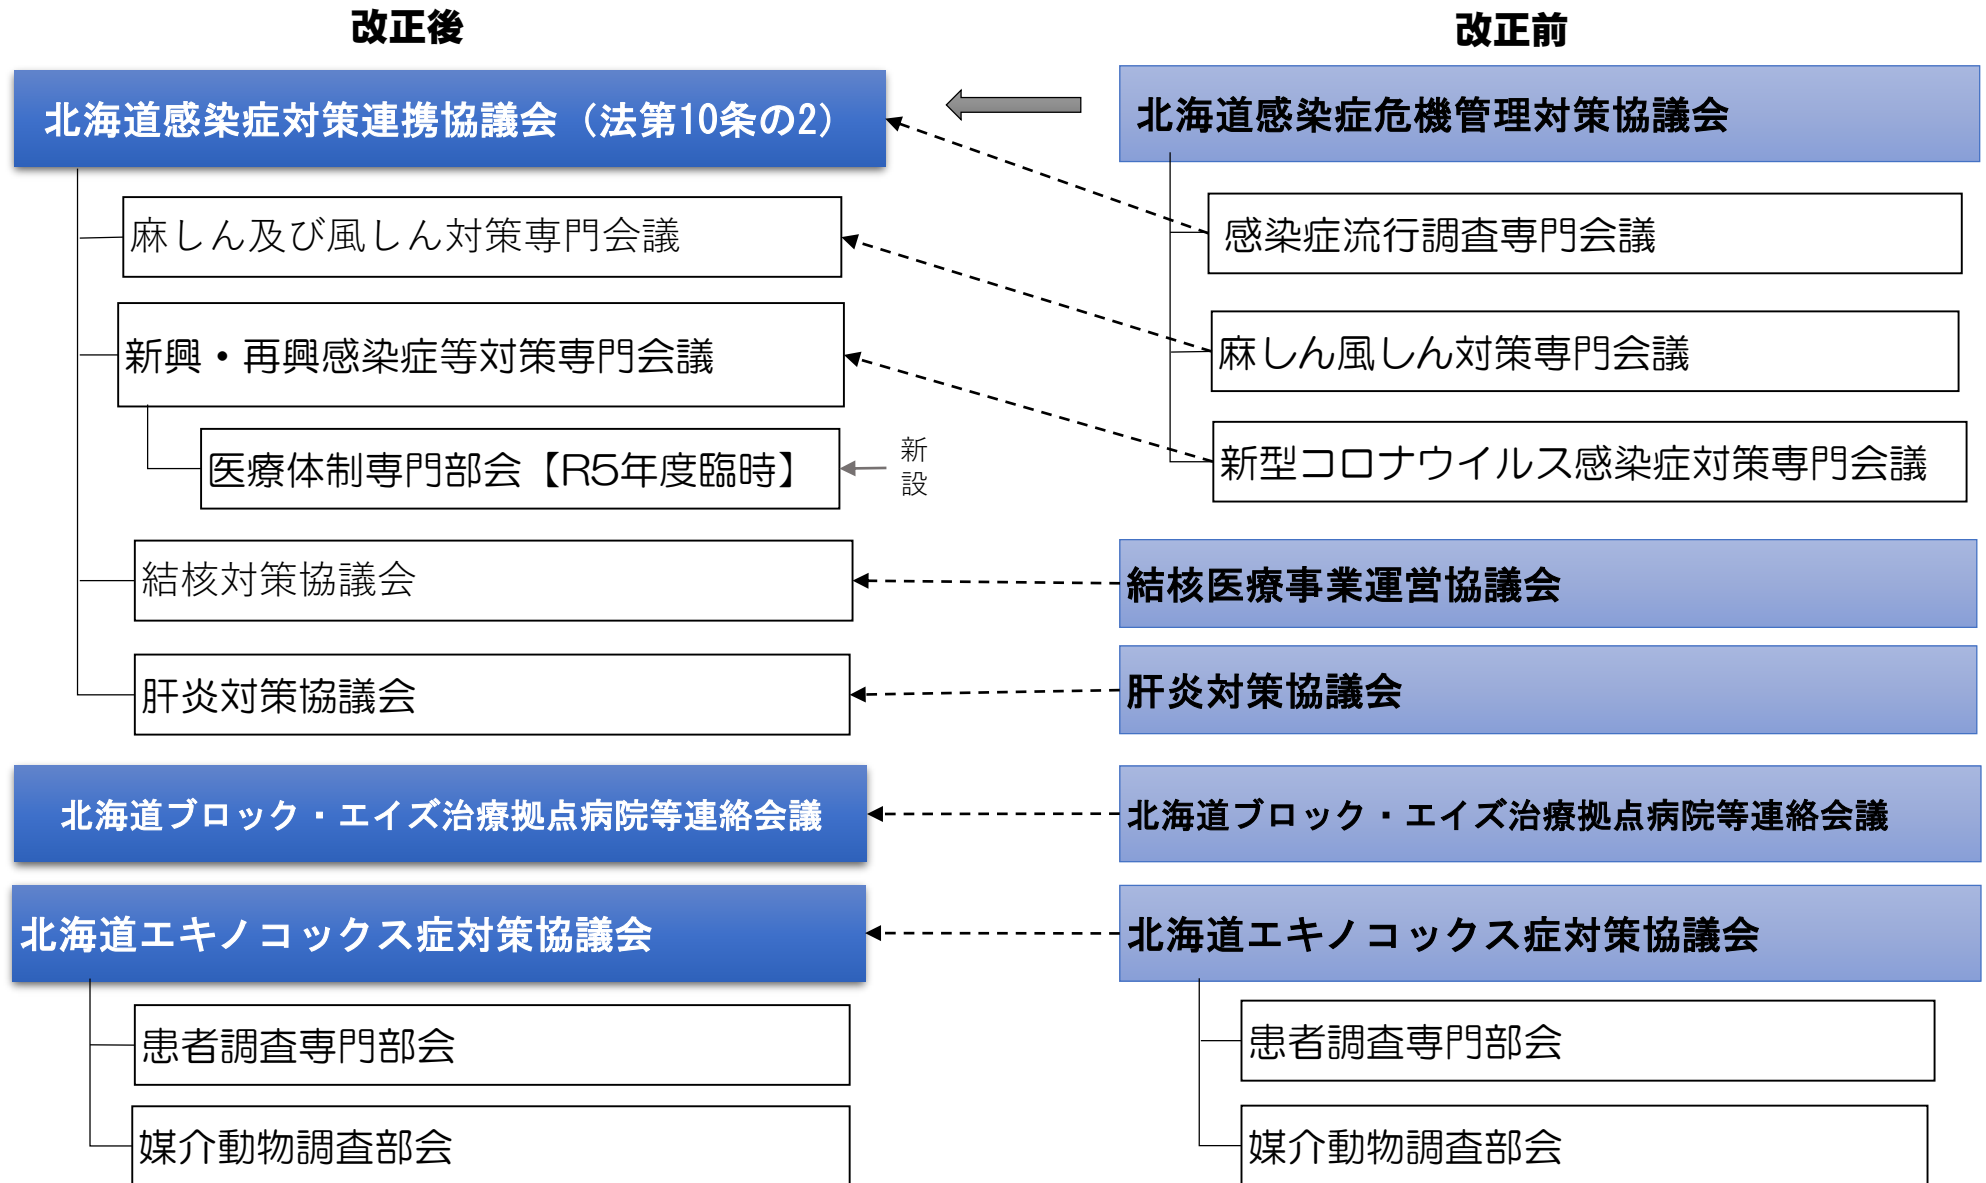 改正後
北海道感染症対策連携協議会（法第10条の2）
麻しん及び風しん対策専門会議
新興・再興感染症等対策専門会議
医療体制専門部会【R5年度臨時】
新設
結核対策協議会
肝炎対策協議会
北海道ブロック・エイズ治療拠点病院等連絡会議
北海道エキノコックス症対策協議会
患者調査専門部会
媒介動物調査部会
改正前
北海道感染症危機管理対策協議会
感染症流行調査専門会議
麻しん風しん対策専門会議
新型コロナウイルス感染症対策専門会議
結核医療事業運営協議会
肝炎対策協議会
北海道ブロック・エイズ治療拠点病院等連絡会議
北海道エキノコックス症対策協議会
患者調査専門部会
媒介動物調査部会